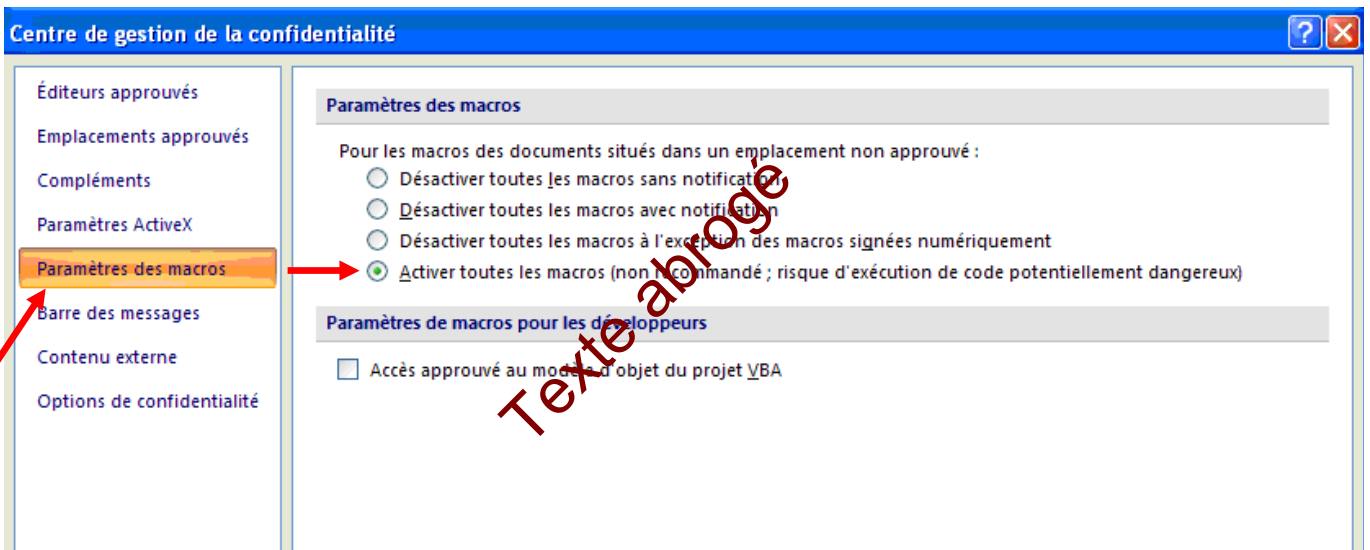 Centre de gestion de la confidentialité
Éditeurs approuvés
Emplacements approuvés
Compléments
Paramètres ActiveX
Paramètres des macros
Barre des messages
Contenu externe
Options de confidentialité
Paramètres des macros
Pour les macros des documents situés dans un emplacement non approuvé :
Désactiver toutes les macros sans notification
Désactiver toutes les macros avec notification
Désactiver toutes les macros à l'exception des macros signées numériquement
Activer toutes les macros (non recommandé ; risque d'exécution de code potentiellement dangereux)
Paramètres de macros pour les développeurs
Accès approuvé au modèle d'objet du projet VBA
Texte abrogé